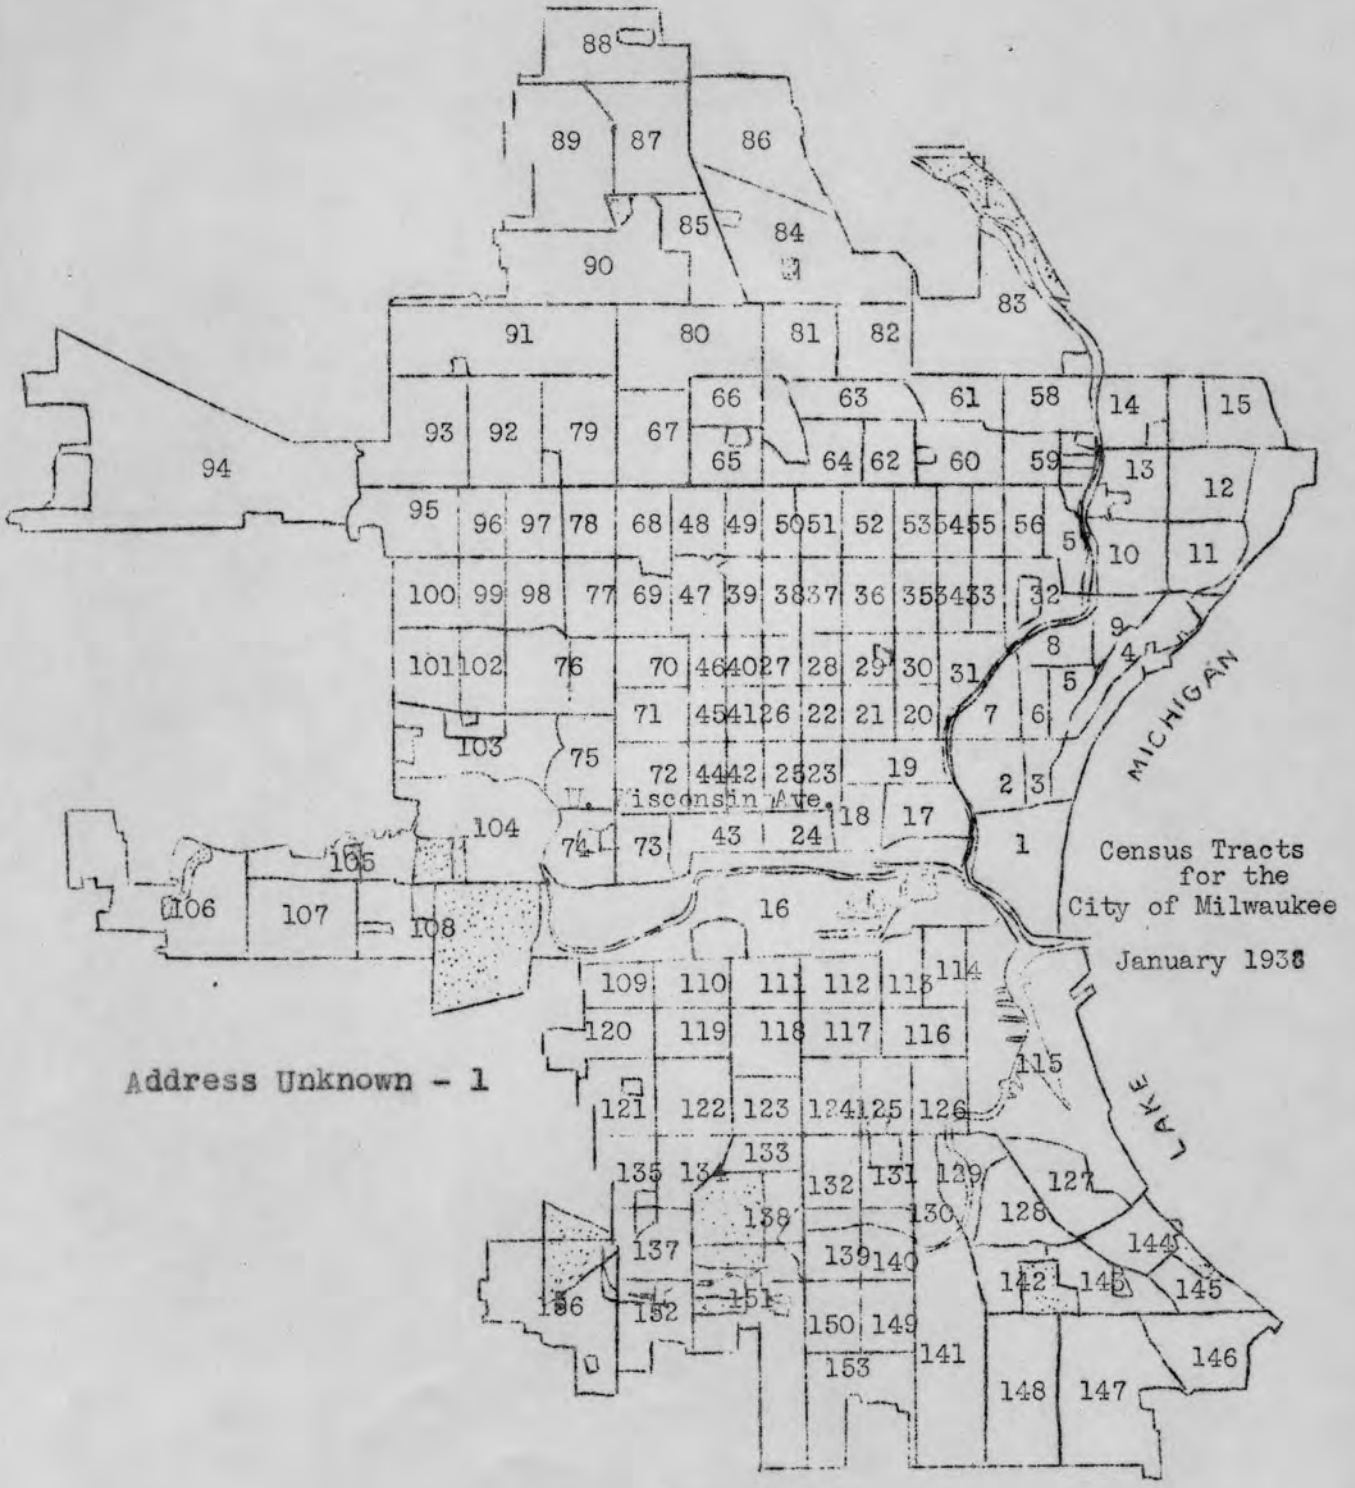 88
89 87 86
85 84
90
83
91 80 81 82
66 63 61 58 14 15
93 92 79 67
94 65 64 62 60 59 13 12
95 96 97 78 68 48 49 50 51 52 53 54 55 56 5 10 11
100 99 98 77 69 47 39 38 37 36 35 34 33 32
9
8 4
101 102 76 70 46 40 27 28 29 30 31 5
MICHIGAN
71 45 41 26 22 21 20 7 6
103 75
72 44 42 25 23 19 2 3
W. Wisconsin Ave.
104 74 73 43 24 18 17 1
105
Census Tracts
for the
City of Milwaukee
January 1938
106 107 108 16
109 110 111 112 113 114
120 119 118 117 116
115
Address Unknown - 1
121 122 123 124 125 126
LAKE
133
135 134 132 131 129 127
138 130 128
137 139 140 144
136 152 151 142 143 145
150 149
153 141 146
148 147